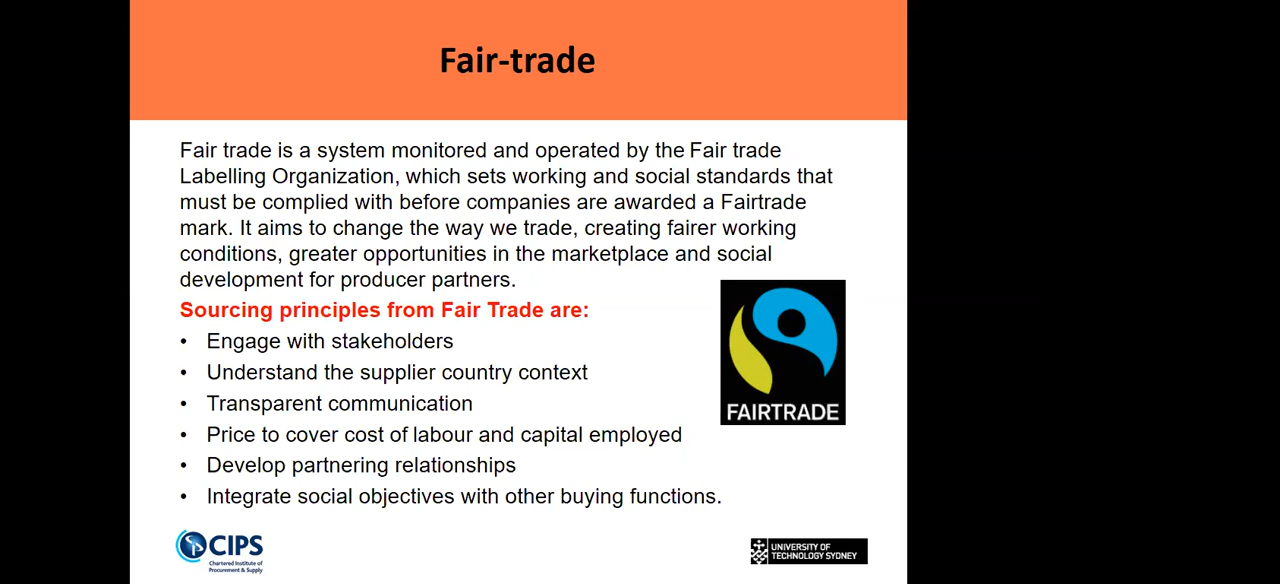 Fair-trade
Fair trade is a system monitored and operated by the Fair trade
Labelling Organization, which sets working and social standards that
must be complied with before companies are awarded a Fairtrade
mark. It aims to change the way we trade, creating fairer working
conditions, greater opportunities in the marketplace and social
development for producer partners.
Sourcing principles from Fair Trade are:
• Engage with stakeholders
• Understand the supplier country context
• Transparent communication
• Price to cover cost of labour and capital employed
• Develop partnering relationships
• Integrate social objectives with other buying functions.
FAIRTRADE
CIPS
Chartered Institute of
Procurement & Supply
UNIVERSITY OF
TECHNOLOGY SYDNEY